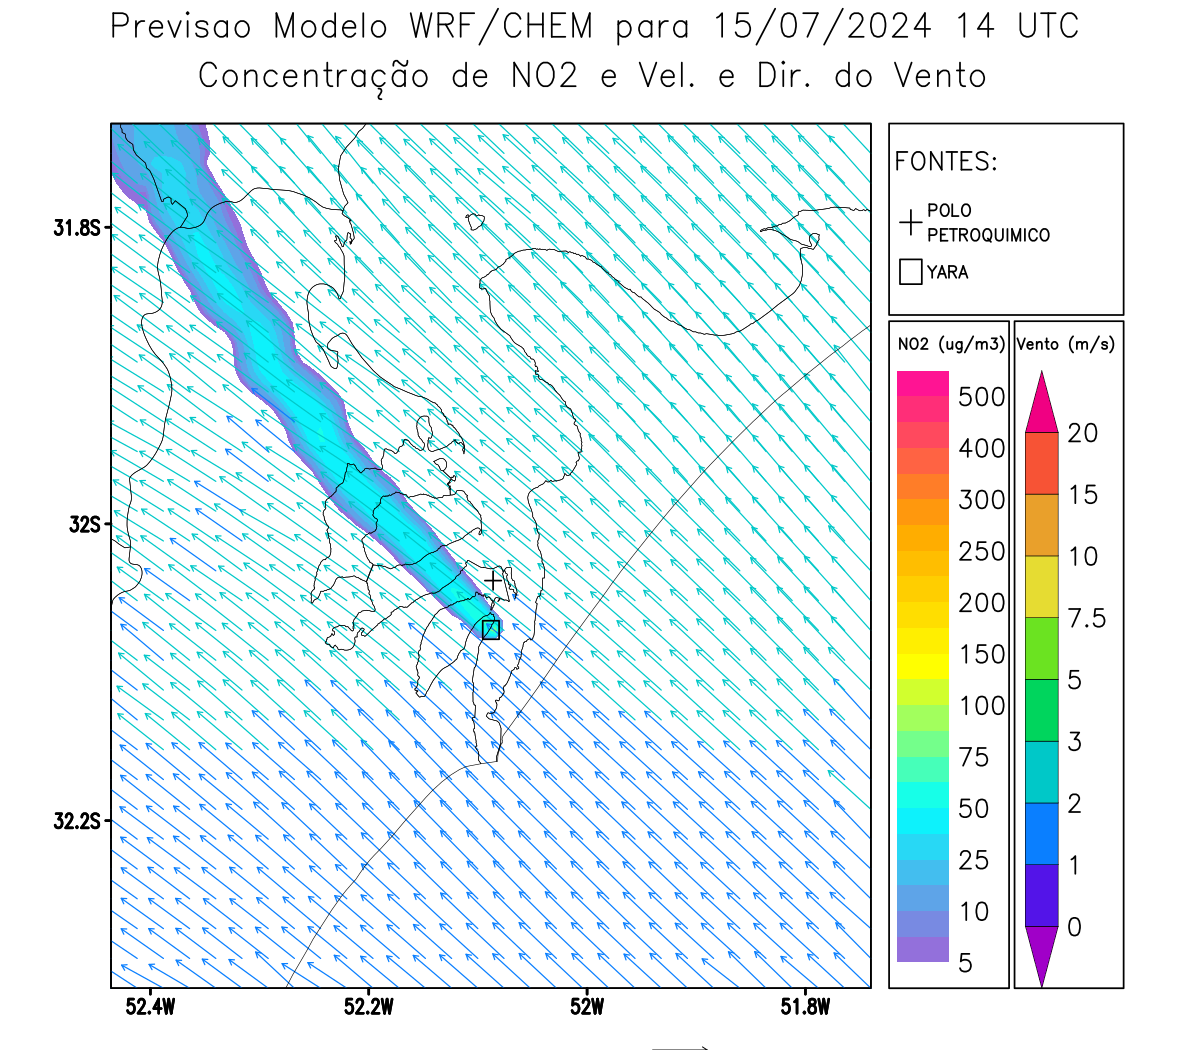 Previsao Modelo WRF/CHEM para 15/07/2024 14 UTC
Concentração de NO2 e Vel. e Dir. do Vento
FONTES:
POLO
PETROQUIMICO
YARA
31.8S
32S
32.2S
52.4W
52.2W
52W
51.8W
NO2 (ug/m3)
500
400
300
250
200
150
100
75
50
25
10
5
Vento (m/s)
20
15
10
7.5
5
3
2
1
0